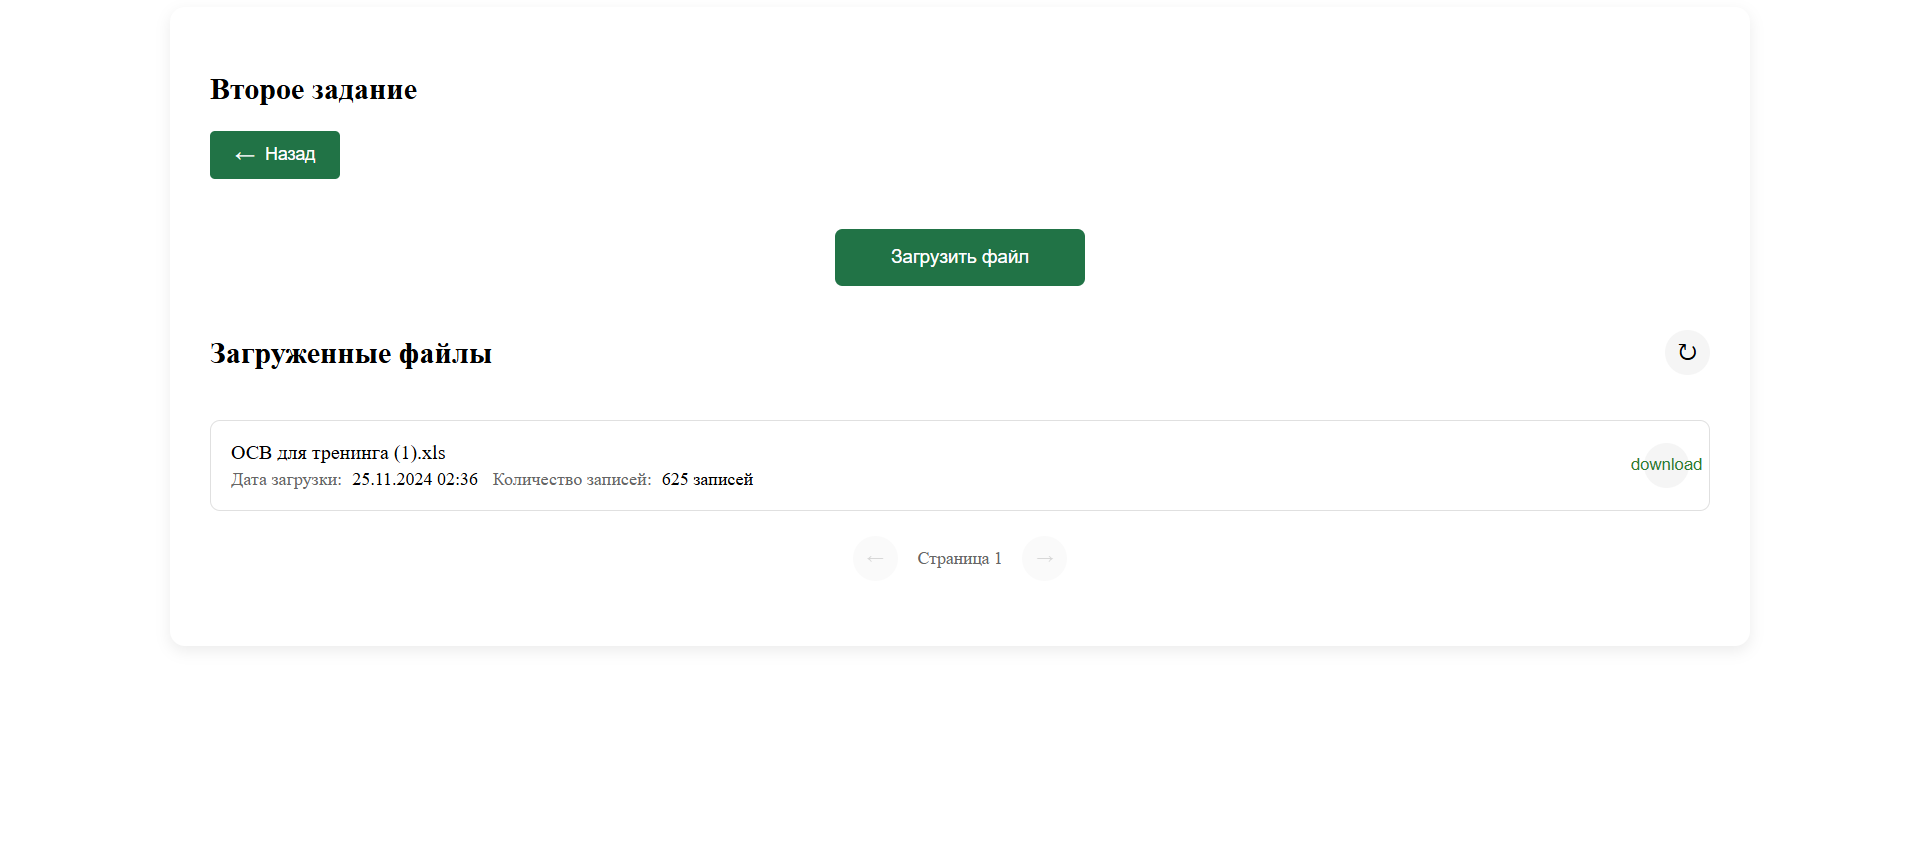 Второе задание
← Назад
Загрузить файл
Загруженные файлы
↻
ОСВ для тренинга (1).xls
download
Дата загрузки: 25.11.2024 02:36 Количество записей: 625 записей
← Страница 1 →